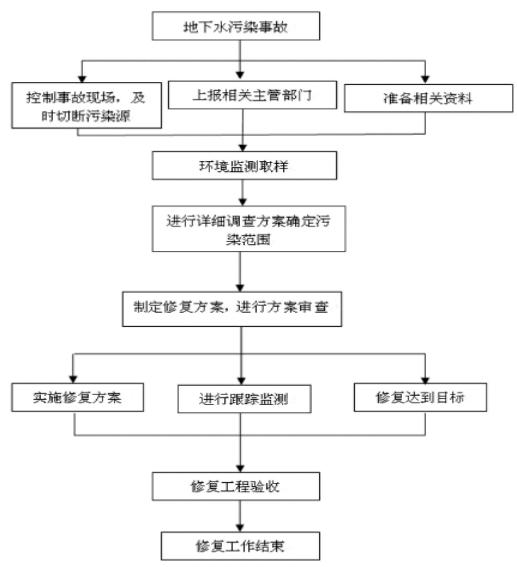 地下水污染事故
控制事故现场，及
时切断污染源
上报相关主管部门
准备相关资料
环境监测取样
进行详细调查方案确定污
染范围
制定修复方案，进行方案审查
实施修复方案
进行跟踪监测
修复达到目标
修复工程验收
修复工作结束